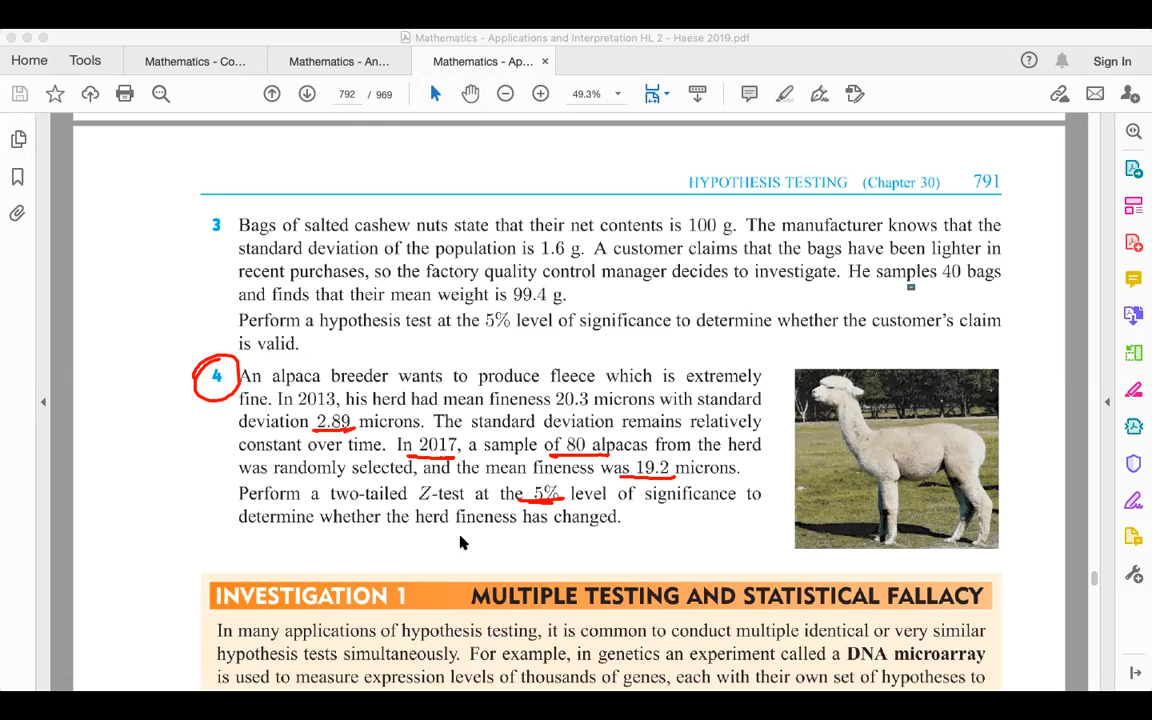 Mathematics - Applications and Interpretation HL 2 - Haese 2019.pdf
Home Tools Mathematics - Co... Mathematics - An... Mathematics - Ap... × Sign In
792 / 969 49.3%
HYPOTHESIS TESTING (Chapter 30) 791
3 Bags of salted cashew nuts state that their net contents is 100 g. The manufacturer knows that the
standard deviation of the population is 1.6 g. A customer claims that the bags have been lighter in
recent purchases, so the factory quality control manager decides to investigate. He samples 40 bags
and finds that their mean weight is 99.4 g.
Perform a hypothesis test at the 5% level of significance to determine whether the customer's claim
is valid.
4 An alpaca breeder wants to produce fleece which is extremely
fine. In 2013, his herd had mean fineness 20.3 microns with standard
deviation 2.89 microns. The standard deviation remains relatively
constant over time. In 2017, a sample of 80 alpacas from the herd
was randomly selected, and the mean fineness was 19.2 microns.
Perform a two-tailed Z-test at the 5% level of significance to
determine whether the herd fineness has changed.
INVESTIGATION 1 MULTIPLE TESTING AND STATISTICAL FALLACY
In many applications of hypothesis testing, it is common to conduct multiple identical or very similar
hypothesis tests simultaneously. For example, in genetics an experiment called a DNA microarray
is used to measure expression levels of thousands of genes, each with their own set of hypotheses to